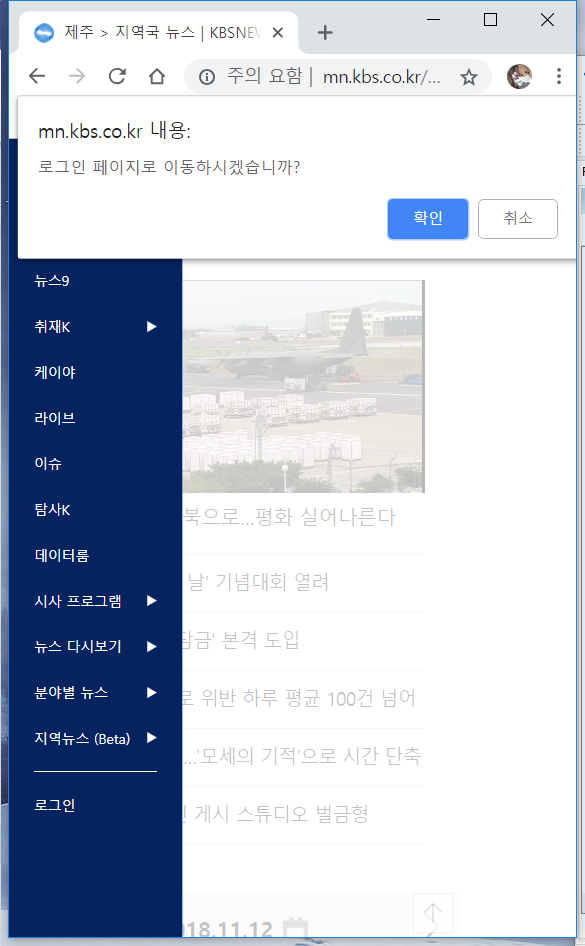 제주 > 지역국 뉴스 | KBSNEW
주의 요함 | mn.kbs.co.kr/...
mn.kbs.co.kr 내용:
로그인 페이지로 이동하시겠습니까?
확인 취소
뉴스9
취재K
케이야
라이브
이슈
탐사K
데이터룸
시사 프로그램
뉴스 다시보기
분야별 뉴스
지역뉴스 (Beta)
로그인
북으로...평화 실어나른다
날' 기념대회 열려
담금' 본격 도입
로 위반 하루 평균 100건 넘어
...'모세의 기적'으로 시간 단축
게시 스튜디오 벌금형
018.11.12